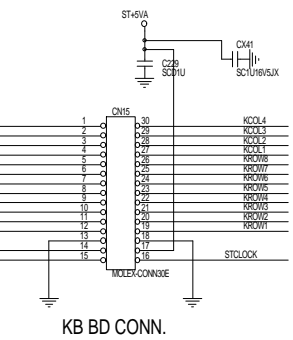 ST+5VA
CX41
C229
SC1U16V5JX
SCD1U
CN15
1 30 KCOL4
2 29 KCOL3
3 28 KCOL2
4 27 KCOL1
5 26 KROW8
6 25 KROW7
7 24 KROW6
8 23 KROW5
9 22 KROW4
10 21 KROW3
11 20 KROW2
12 19 KROW1
13 18
14 17
15 16 STCLOCK
MOLEX-CONN30E
KB BD CONN.